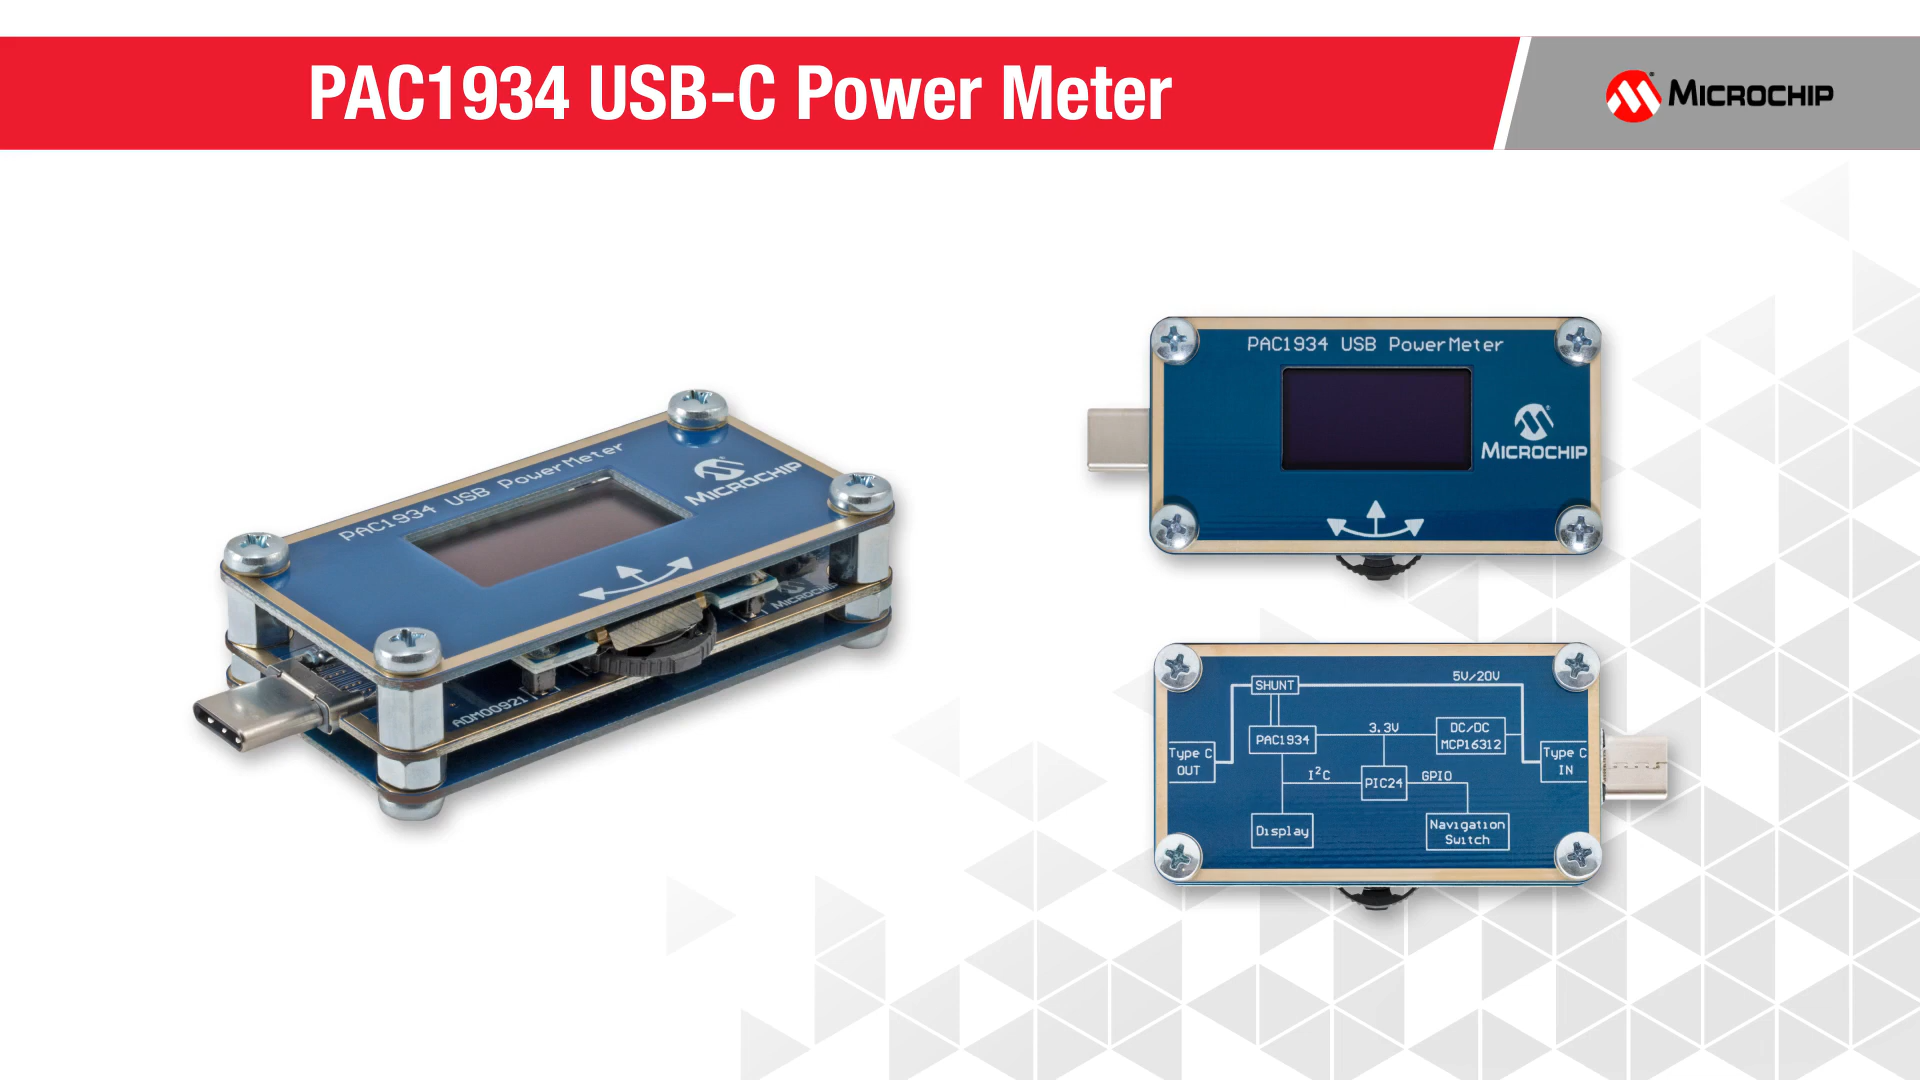 PAC1934 USB-C Power Meter
MICROCHIP
PAC1934 USB PowerMeter
MICROCHIP
MICROCHIP
ADM00921
PAC1934 USB PowerMeter
MICROCHIP
SHUNT
5V/20V
PAC1934
3.3V
DC/DC
MCP16312
Type C
OUT
Type C
IN
I²C
PIC24
GPIO
Display
Navigation
Switch